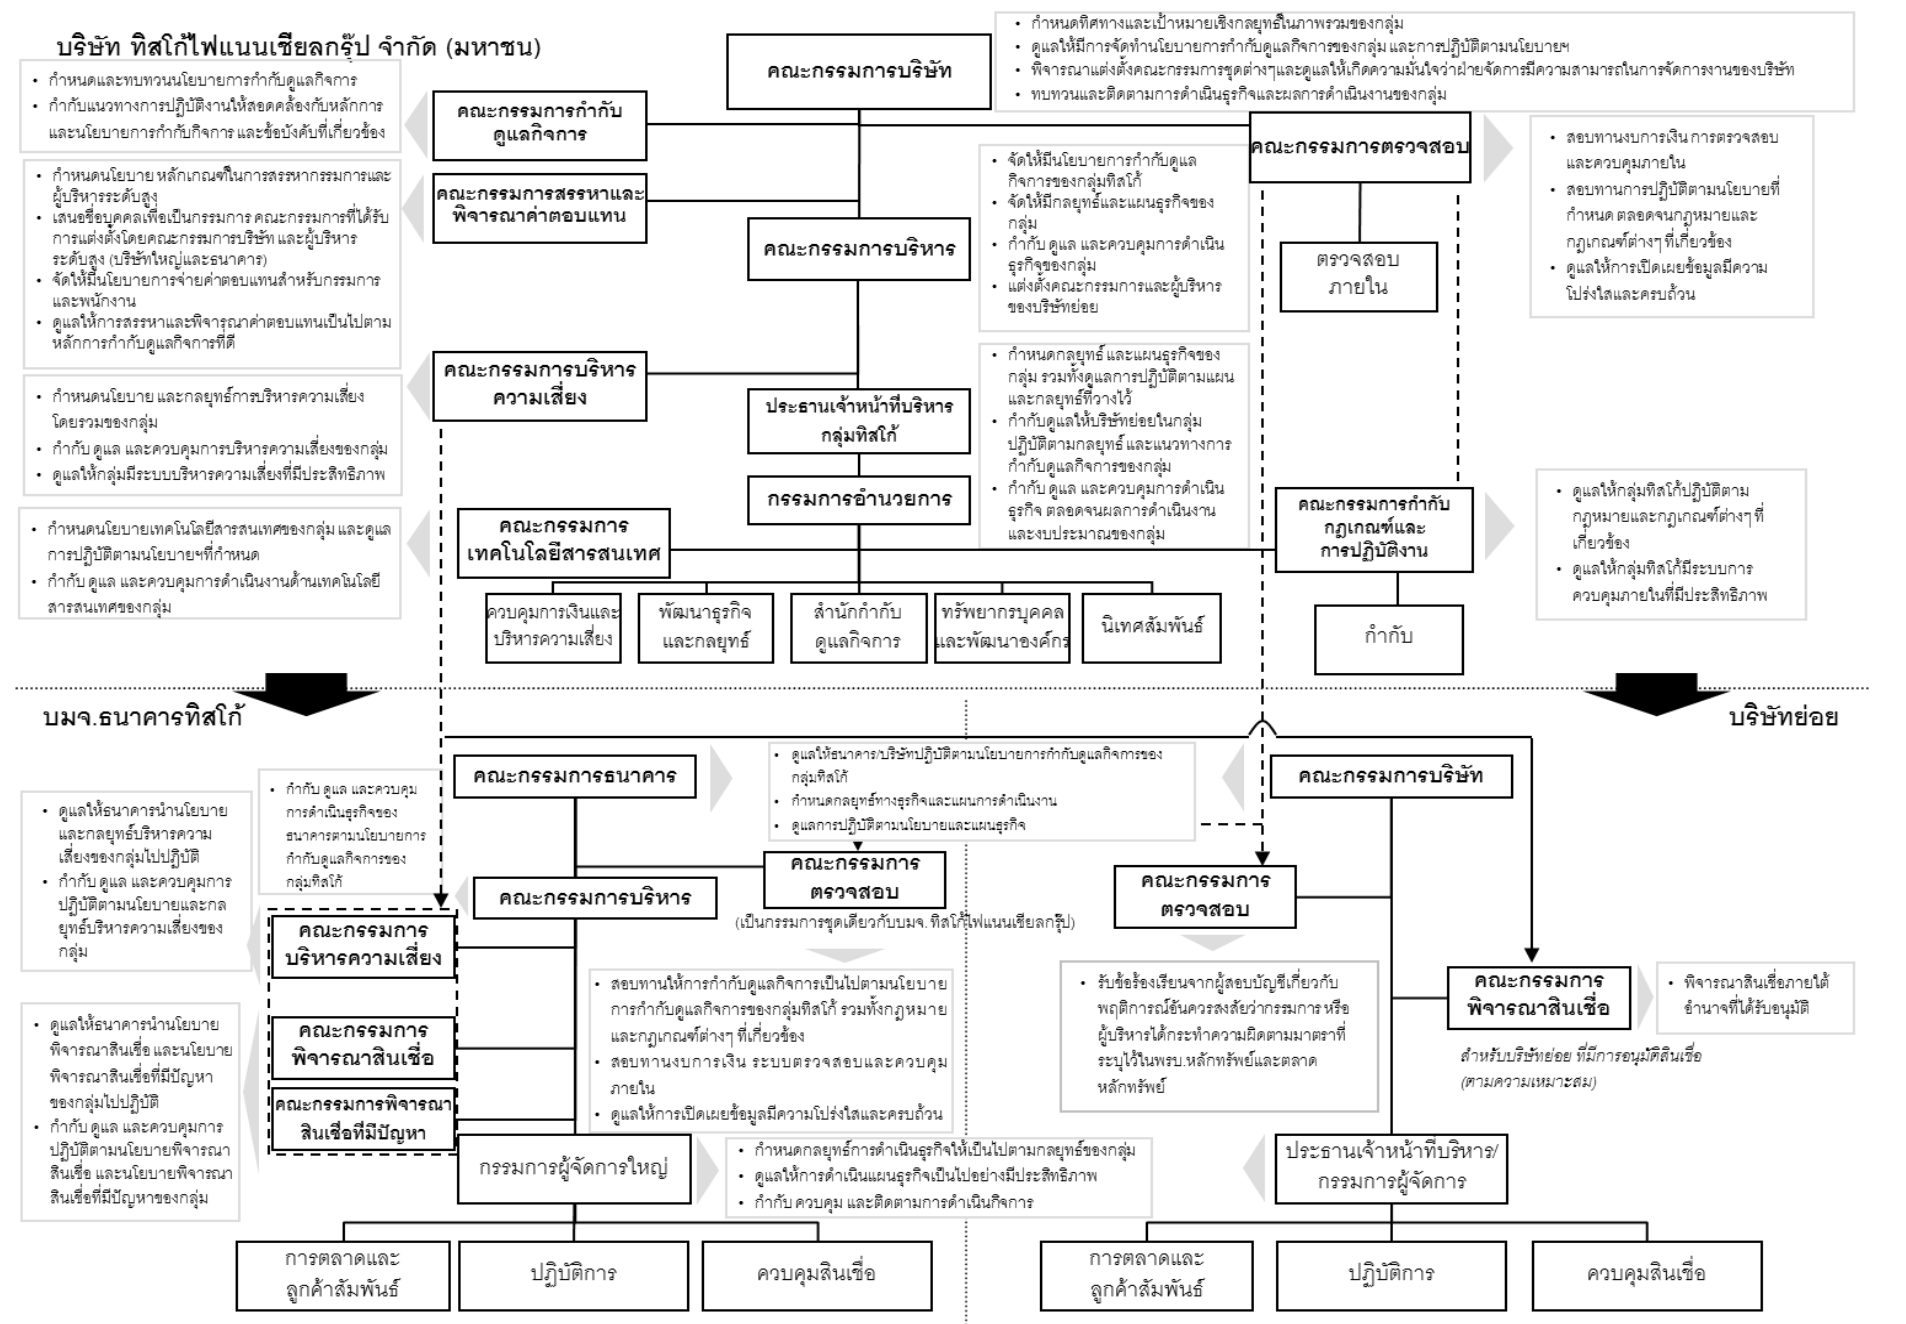 บริษัท ทิสโก้ไฟแนนเชียลกรุ๊ป จำกัด (มหาชน)
คณะกรรมการบริษัท
• กำหนดทิศทางและเป้าหมายเชิงกลยุทธ์ในภาพรวมของกลุ่ม
• ดูแลให้มีการจัดทำนโยบายการกำกับดูแลกิจการของกลุ่ม และการปฏิบัติตามนโยบายฯ
• พิจารณาแต่งตั้งคณะกรรมการชุดต่างๆและดูแลให้เกิดความมั่นใจว่าฝ่ายจัดการมีความสามารถในการจัดการงานของบริษัท
• ทบทวนและติดตามการดำเนินธุรกิจและผลการดำเนินงานของกลุ่ม
• กำหนดและทบทวนนโยบายการกำกับดูแลกิจการ
• กำกับแนวทางการปฏิบัติงานให้สอดคล้องกับหลักการ
และนโยบายการกำกับกิจการ และข้อบังคับที่เกี่ยวข้อง
คณะกรรมการกำกับ
ดูแลกิจการ
คณะกรรมการตรวจสอบ
• สอบทานงบการเงิน การตรวจสอบ
และควบคุมภายใน
• สอบทานการปฏิบัติตามนโยบายที่
กำหนด ตลอดจนกฎหมายและ
กฎเกณฑ์ต่างๆ ที่เกี่ยวข้อง
• ดูแลให้การเปิดเผยข้อมูลมีความ
โปร่งใสและครบถ้วน
• กำหนดนโยบาย หลักเกณฑ์ในการสรรหากรรมการและ
ผู้บริหารระดับสูง
• เสนอชื่อบุคคลเพื่อเป็นกรรมการ คณะกรรมการที่ได้รับ
การแต่งตั้งโดยคณะกรรมการบริษัท และผู้บริหาร
ระดับสูง (บริษัทใหญ่และธนาคาร)
• จัดให้มีนโยบายการจ่ายค่าตอบแทนสำหรับกรรมการ
และพนักงาน
• ดูแลให้การสรรหาและพิจารณาค่าตอบแทนเป็นไปตาม
หลักการกำกับดูแลกิจการที่ดี
คณะกรรมการสรรหาและ
พิจารณาค่าตอบแทน
คณะกรรมการบริหาร
• จัดให้มีนโยบายการกำกับดูแล
กิจการของกลุ่มทิสโก้
• จัดให้มีกลยุทธ์และแผนธุรกิจของ
กลุ่ม
• กำกับ ดูแล และควบคุมการดำเนิน
ธุรกิจของกลุ่ม
• แต่งตั้งคณะกรรมการและผู้บริหาร
ของบริษัทย่อย
ตรวจสอบ
ภายใน
คณะกรรมการบริหาร
ความเสี่ยง
• กำหนดนโยบาย และกลยุทธ์การบริหารความเสี่ยง
โดยรวมของกลุ่ม
• กำกับ ดูแล และควบคุมการบริหารความเสี่ยงของกลุ่ม
• ดูแลให้กลุ่มมีระบบบริหารความเสี่ยงที่มีประสิทธิภาพ
ประธานเจ้าหน้าที่บริหาร
กลุ่มทิสโก้
• กำหนดกลยุทธ์ และแผนธุรกิจของ
กลุ่ม รวมทั้งดูแลการปฏิบัติตามแผน
และกลยุทธ์ที่วางไว้
• กำกับดูแลให้บริษัทย่อยในกลุ่ม
ปฏิบัติตามกลยุทธ์ และแนวทางการ
กำกับดูแลกิจการของกลุ่ม
• กำกับ ดูแล และควบคุมการดำเนิน
ธุรกิจ ตลอดจนผลการดำเนินงาน
และงบประมาณของกลุ่ม
กรรมการอำนวยการ
• กำหนดนโยบายเทคโนโลยีสารสนเทศของกลุ่ม และดูแล
การปฏิบัติตามนโยบายฯที่กำหนด
• กำกับ ดูแล และควบคุมการดำเนินงานด้านเทคโนโลยี
สารสนเทศของกลุ่ม
คณะกรรมการ
เทคโนโลยีสารสนเทศ
คณะกรรมการกำกับ
กฎเกณฑ์และ
การปฏิบัติงาน
• ดูแลให้กลุ่มทิสโก้ปฏิบัติตาม
กฎหมายและกฎเกณฑ์ต่างๆ ที่
เกี่ยวข้อง
• ดูแลให้กลุ่มทิสโก้มีระบบการ
ควบคุมภายในที่มีประสิทธิภาพ
ควบคุมการเงินและ
บริหารความเสี่ยง
พัฒนาธุรกิจ
และกลยุทธ์
สำนักกำกับ
ดูแลกิจการ
ทรัพยากรบุคคล
และพัฒนาองค์กร
นิเทศสัมพันธ์
กำกับ
บมจ.ธนาคารทิสโก้
บริษัทย่อย
คณะกรรมการธนาคาร
• ดูแลให้ธนาคาร/บริษัทปฏิบัติตามนโยบายการกำกับดูแลกิจการของ
กลุ่มทิสโก้
• กำหนดกลยุทธ์ทางธุรกิจและแผนการดำเนินงาน
• ดูแลการปฏิบัติตามนโยบายและแผนธุรกิจ
คณะกรรมการบริษัท
• กำกับ ดูแล และควบคุม
การดำเนินธุรกิจของ
ธนาคารตามนโยบายการ
กำกับดูแลกิจการของ
กลุ่มทิสโก้
• ดูแลให้ธนาคารนำนโยบาย
และกลยุทธ์บริหารความ
เสี่ยงของกลุ่มไปปฏิบัติ
• กำกับ ดูแล และควบคุมการ
ปฏิบัติตามนโยบายและกล
ยุทธ์บริหารความเสี่ยงของ
กลุ่ม
คณะกรรมการบริหาร
คณะกรรมการ
ตรวจสอบ
(เป็นกรรมการชุดเดียวกับบมจ. ทิสโก้ไฟแนนเชียลกรุ๊ป)
คณะกรรมการ
ตรวจสอบ
คณะกรรมการ
บริหารความเสี่ยง
• สอบทานให้การกำกับดูแลกิจการเป็นไปตามนโยบาย
การกำกับดูแลกิจการของกลุ่มทิสโก้ รวมทั้งกฎหมาย
และกฎเกณฑ์ต่างๆ ที่เกี่ยวข้อง
• สอบทานงบการเงิน ระบบตรวจสอบและควบคุม
ภายใน
• ดูแลให้การเปิดเผยข้อมูลมีความโปร่งใสและครบถ้วน
• รับข้อร้องเรียนจากผู้สอบบัญชีเกี่ยวกับ
พฤติการณ์อันควรสงสัยว่ากรรมการ หรือ
ผู้บริหารได้กระทำความผิดตามมาตราที่
ระบุไว้ในพรบ.หลักทรัพย์และตลาด
หลักทรัพย์
คณะกรรมการ
พิจารณาสินเชื่อ
• พิจารณาสินเชื่อภายใต้
อำนาจที่ได้รับอนุมัติ
สำหรับบริษัทย่อย ที่มีการอนุมัติสินเชื่อ
(ตามความเหมาะสม)
• ดูแลให้ธนาคารนำนโยบาย
พิจารณาสินเชื่อ และนโยบาย
พิจารณาสินเชื่อที่มีปัญหา
ของกลุ่มไปปฏิบัติ
• กำกับ ดูแล และควบคุมการ
ปฏิบัติตามนโยบายพิจารณา
สินเชื่อ และนโยบายพิจารณา
สินเชื่อที่มีปัญหาของกลุ่ม
คณะกรรมการ
พิจารณาสินเชื่อ
คณะกรรมการพิจารณา
สินเชื่อที่มีปัญหา
กรรมการผู้จัดการใหญ่
• กำหนดกลยุทธ์การดำเนินธุรกิจให้เป็นไปตามกลยุทธ์ของกลุ่ม
• ดูแลให้การดำเนินแผนธุรกิจเป็นไปอย่างมีประสิทธิภาพ
• กำกับ ควบคุม และติดตามการดำเนินกิจการ
ประธานเจ้าหน้าที่บริหาร/
กรรมการผู้จัดการ
การตลาดและ
ลูกค้าสัมพันธ์
ปฏิบัติการ
ควบคุมสินเชื่อ
การตลาดและ
ลูกค้าสัมพันธ์
ปฏิบัติการ
ควบคุมสินเชื่อ